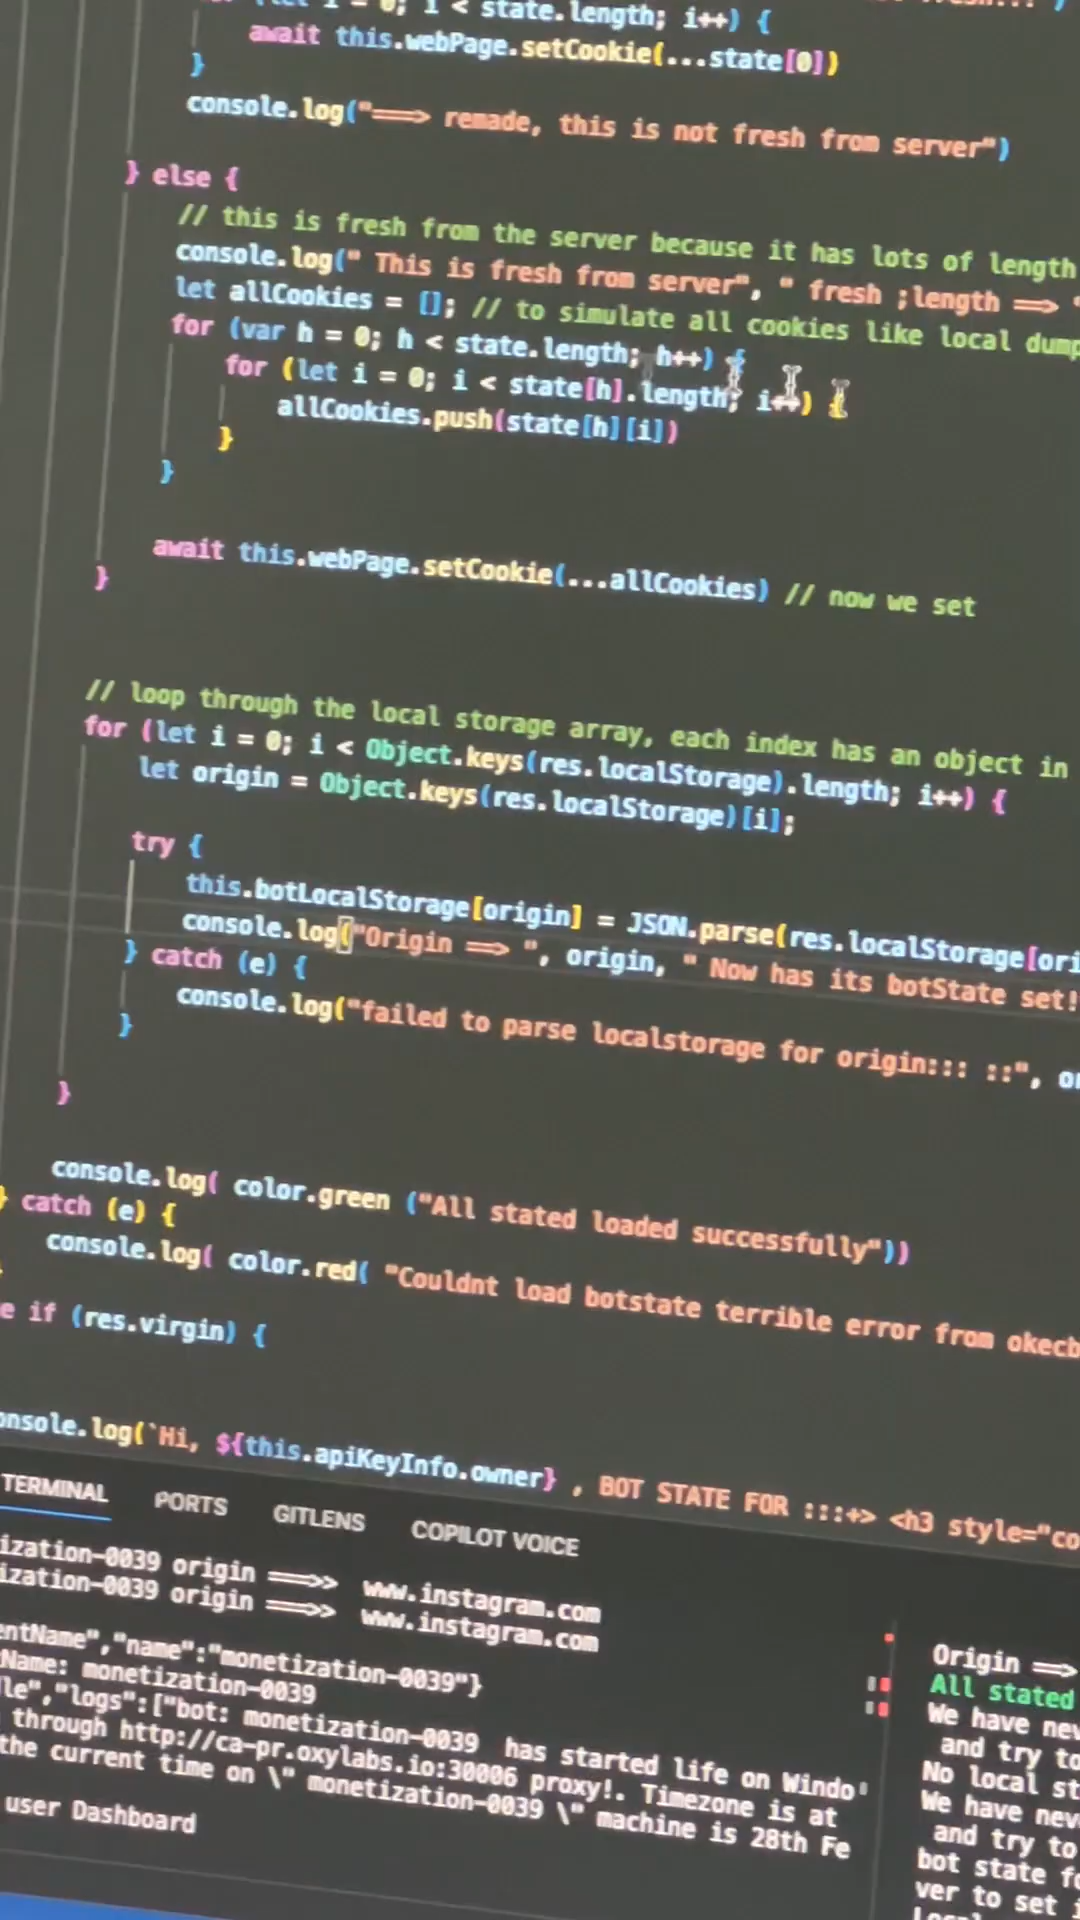 i < state.length; i++) {
await this.webPage.setCookie(...state[0])
}
console.log("===> remade, this is not fresh from server")
} else {
// this is fresh from the server because it has lots of length
console.log(" This is fresh from server", " fresh ;length ==> "
let allCookies = []; // to simulate all cookies like local dump
for (var h = 0; h < state.length; h++) {
for (let i = 0; i < state[h].length; i++) {
allCookies.push(state[h][i])
}
}
await this.webPage.setCookie(...allCookies) // now we set
}
// loop through the local storage array, each index has an object in
for (let i = 0; i < Object.keys(res.localStorage).length; i++) {
let origin = Object.keys(res.localStorage)[i];
try {
this.botLocalStorage[origin] = JSON.parse(res.localStorage[ori
console.log("Origin ==> ", origin, " Now has its botState set!
} catch (e) {
console.log("failed to parse localstorage for origin::: ::", or
}
}
console.log( color.green ("All stated loaded successfully"))
} catch (e) {
console.log( color.red( "Couldnt load botstate terrible error from okecb
e if (res.virgin) {
onsole.log(`Hi, ${this.apiKeyInfo.owner} , BOT STATE FOR :::+> <h3 style="co
TERMINAL PORTS GITLENS COPILOT VOICE
ization-0039 origin ===>> www.instagram.com
ization-0039 origin ===>> www.instagram.com
entName","name":"monetization-0039"}
Name: monetization-0039
le","logs":["bot: monetization-0039 has started life on Windo
through http://ca-pr.oxylabs.io:30006 proxy!. Timezone is at
the current time on \" monetization-0039 \" machine is 28th Fe
user Dashboard
Origin ==>
All stated
We have nev
and try to
No local st
We have nev
and try to
bot state fo
ver to set i